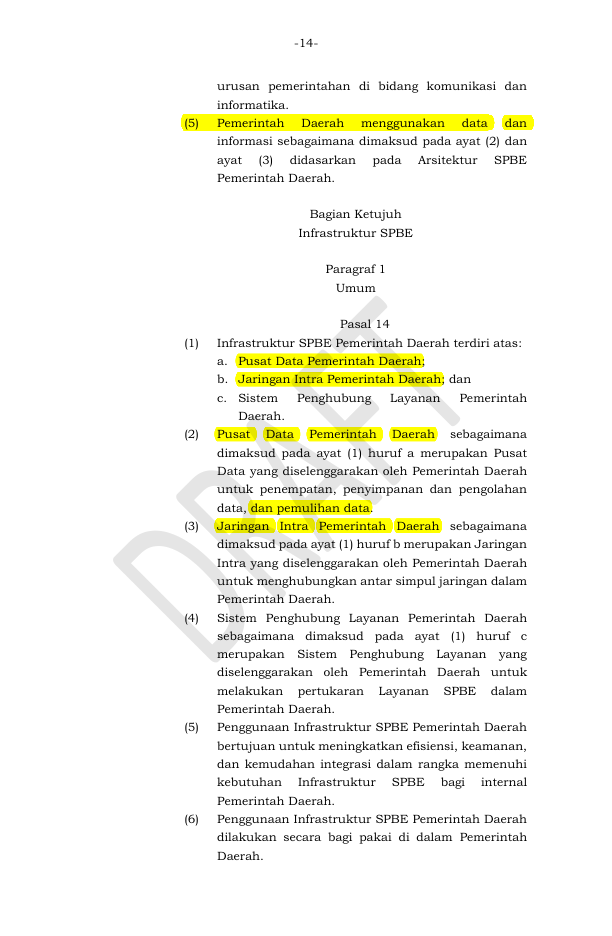 -14-
urusan pemerintahan di bidang komunikasi dan
informatika.
(5) Pemerintah Daerah menggunakan data dan
informasi sebagaimana dimaksud pada ayat (2) dan
ayat (3) didasarkan pada Arsitektur SPBE
Pemerintah Daerah.
Bagian Ketujuh
Infrastruktur SPBE
Paragraf 1
Umum
Pasal 14
(1) Infrastruktur SPBE Pemerintah Daerah terdiri atas:
a. Pusat Data Pemerintah Daerah;
b. Jaringan Intra Pemerintah Daerah; dan
c. Sistem Penghubung Layanan Pemerintah
Daerah.
(2) Pusat Data Pemerintah Daerah sebagaimana
dimaksud pada ayat (1) huruf a merupakan Pusat
Data yang diselenggarakan oleh Pemerintah Daerah
untuk penempatan, penyimpanan dan pengolahan
data, dan pemulihan data.
(3) Jaringan Intra Pemerintah Daerah sebagaimana
dimaksud pada ayat (1) huruf b merupakan Jaringan
Intra yang diselenggarakan oleh Pemerintah Daerah
untuk menghubungkan antar simpul jaringan dalam
Pemerintah Daerah.
(4) Sistem Penghubung Layanan Pemerintah Daerah
sebagaimana dimaksud pada ayat (1) huruf c
merupakan Sistem Penghubung Layanan yang
diselenggarakan oleh Pemerintah Daerah untuk
melakukan pertukaran Layanan SPBE dalam
Pemerintah Daerah.
(5) Penggunaan Infrastruktur SPBE Pemerintah Daerah
bertujuan untuk meningkatkan efisiensi, keamanan,
dan kemudahan integrasi dalam rangka memenuhi
kebutuhan Infrastruktur SPBE bagi internal
Pemerintah Daerah.
(6) Penggunaan Infrastruktur SPBE Pemerintah Daerah
dilakukan secara bagi pakai di dalam Pemerintah
Daerah.
DRAFT